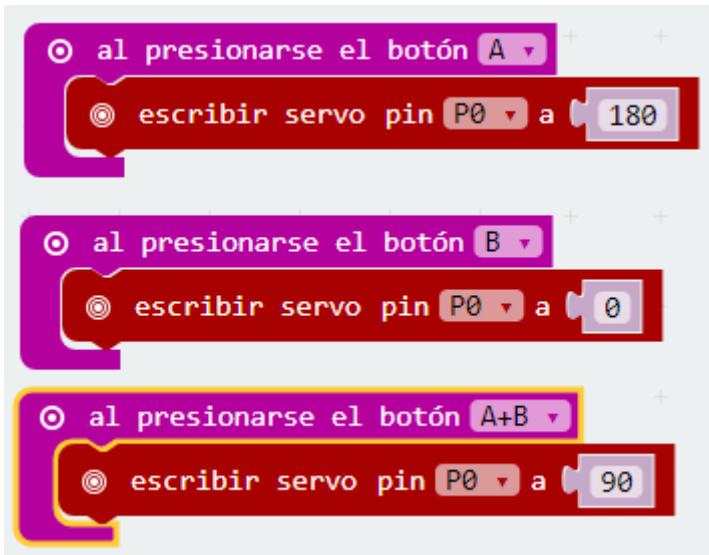 al presionarse el botón A
escribir servo pin P0 a 180
al presionarse el botón B
escribir servo pin P0 a 0
al presionarse el botón A+B
escribir servo pin P0 a 90